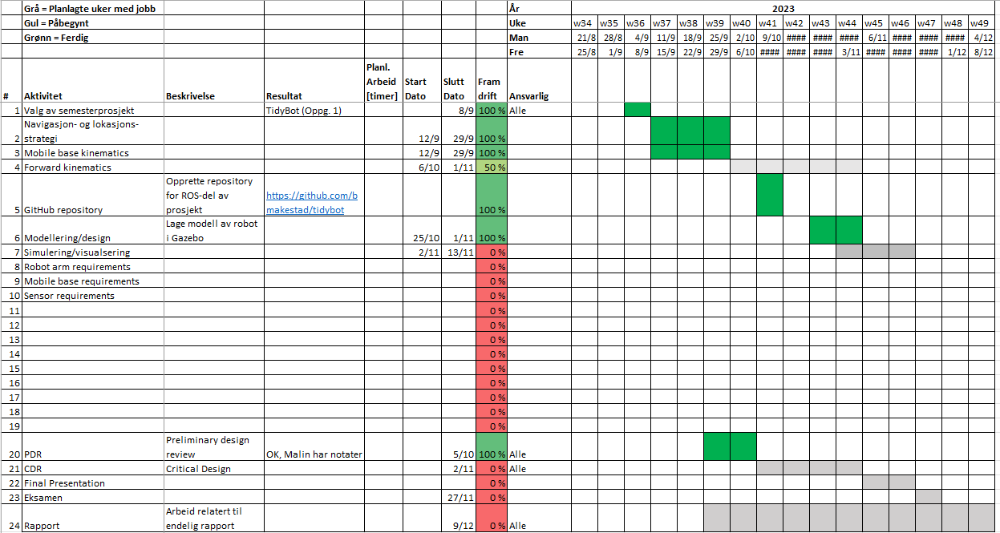 Grå = Planlagte uker med jobb År 2023
Gul = Påbegynt Uke w34 w35 w36 w37 w38 w39 w40 w41 w42 w43 w44 w45 w46 w47 w48 w49
Grønn = Ferdig Man 21/8 28/8 4/9 11/9 18/9 25/9 2/10 9/10 #### #### #### 6/11 #### #### #### 4/12
Fre 25/8 1/9 8/9 15/9 22/9 29/9 6/10 #### #### #### 3/11 #### #### #### 1/12 8/12
Planl.
Arbeid Start Slutt Fram
# Aktivitet Beskrivelse Resultat [timer] Dato Dato drift Ansvarlig
1 Valg av semesterprosjekt TidyBot (Oppg. 1) 8/9 100 % Alle
Navigasjon- og lokasjons-
2 strategi 12/9 29/9 100 %
3 Mobile base kinematics 12/9 29/9 100 %
4 Forward kinematics 6/10 1/11 50 %
Opprette repository
for ROS-del av https://github.com/b
5 GitHub repository prosjekt makestad/tidybot 100 %
Lage modell av robot
6 Modellering/design i Gazebo 25/10 1/11 100 %
7 Simulering/visualsering 2/11 13/11 0 %
8 Robot arm requirements 0 %
9 Mobile base requirements 0 %
10 Sensor requirements 0 %
11 0 %
12 0 %
13 0 %
14 0 %
15 0 %
16 0 %
17 0 %
18 0 %
19 0 %
Preliminary design
20 PDR review OK, Malin har notater 5/10 100 % Alle
21 CDR Critical Design 2/11 0 % Alle
22 Final Presentation 0 %
23 Eksamen 27/11 0 %
Arbeid relatert til
24 Rapport endelig rapport 9/12 0 % Alle